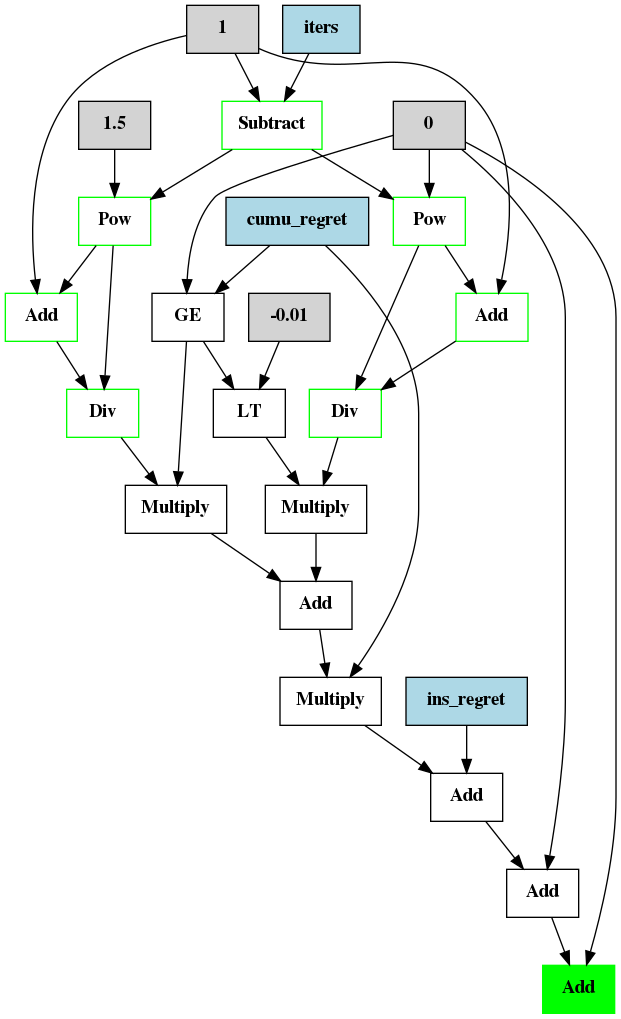 1
iters
1.5
Subtract
0
Pow
cumu_regret
Pow
Add
GE
-0.01
Add
Div
LT
Div
Multiply
Multiply
Add
Multiply
ins_regret
Add
Add
Add